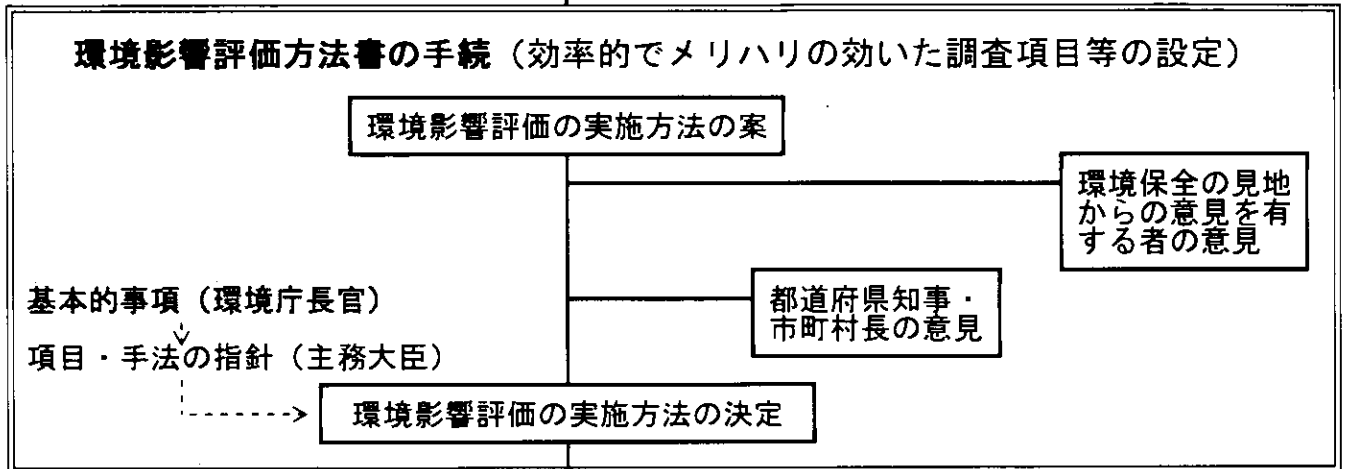 環境影響評価方法書の手続（効率的でメリハリの効いた調査項目等の設定）
環境影響評価の実施方法の案
環境保全の見地
からの意見を有
する者の意見
都道府県知事・
市町村長の意見
基本的事項（環境庁長官）
項目・手法の指針（主務大臣）
環境影響評価の実施方法の決定